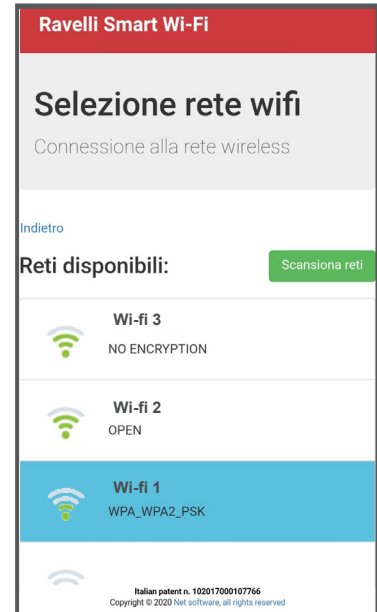 Ravelli Smart Wi-Fi
Selezione rete wifi
Connessione alla rete wireless
Indietro
Reti disponibili:
Scansiona reti
Wi-fi 3
NO ENCRYPTION
Wi-fi 2
OPEN
Wi-fi 1
WPA_WPA2_PSK
Italian patent n. 102017000107766
Copyright © 2020 Net software, all rights reserved